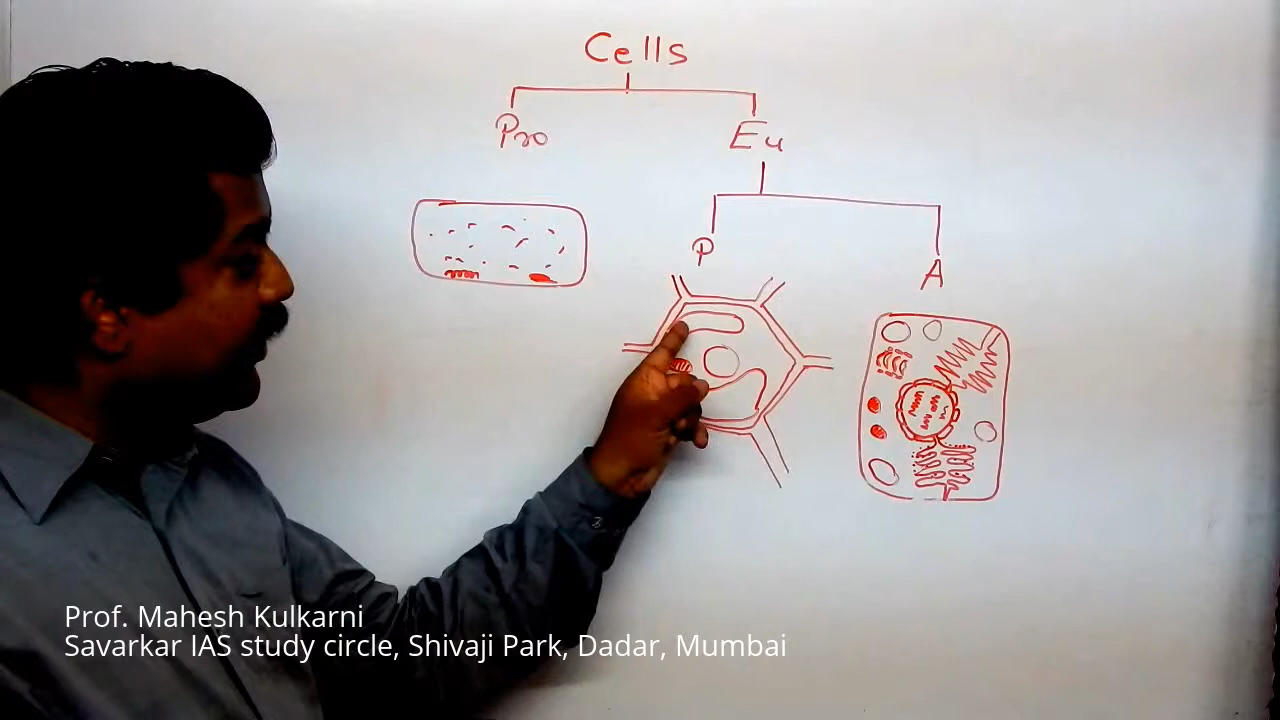 Cells
Pro
Eu
P
A
Prof. Mahesh Kulkarni
Savarkar IAS study circle, Shivaji Park, Dadar, Mumbai